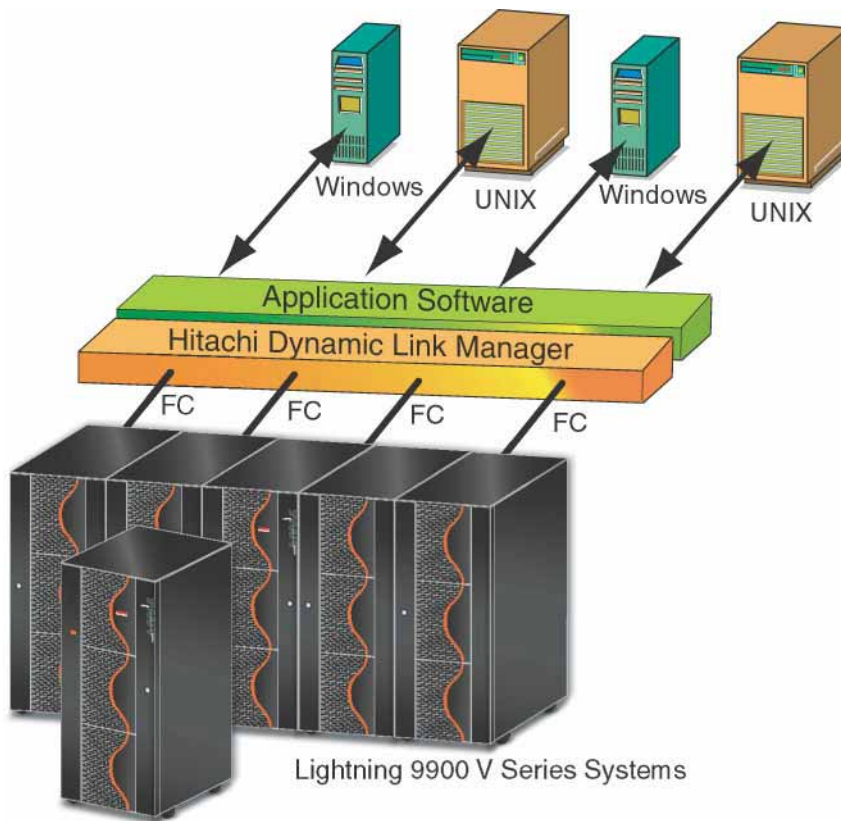 Windows
UNIX
Windows
UNIX
Application Software
Hitachi Dynamic Link Manager
FC
FC
FC
FC
Lightning 9900 V Series Systems